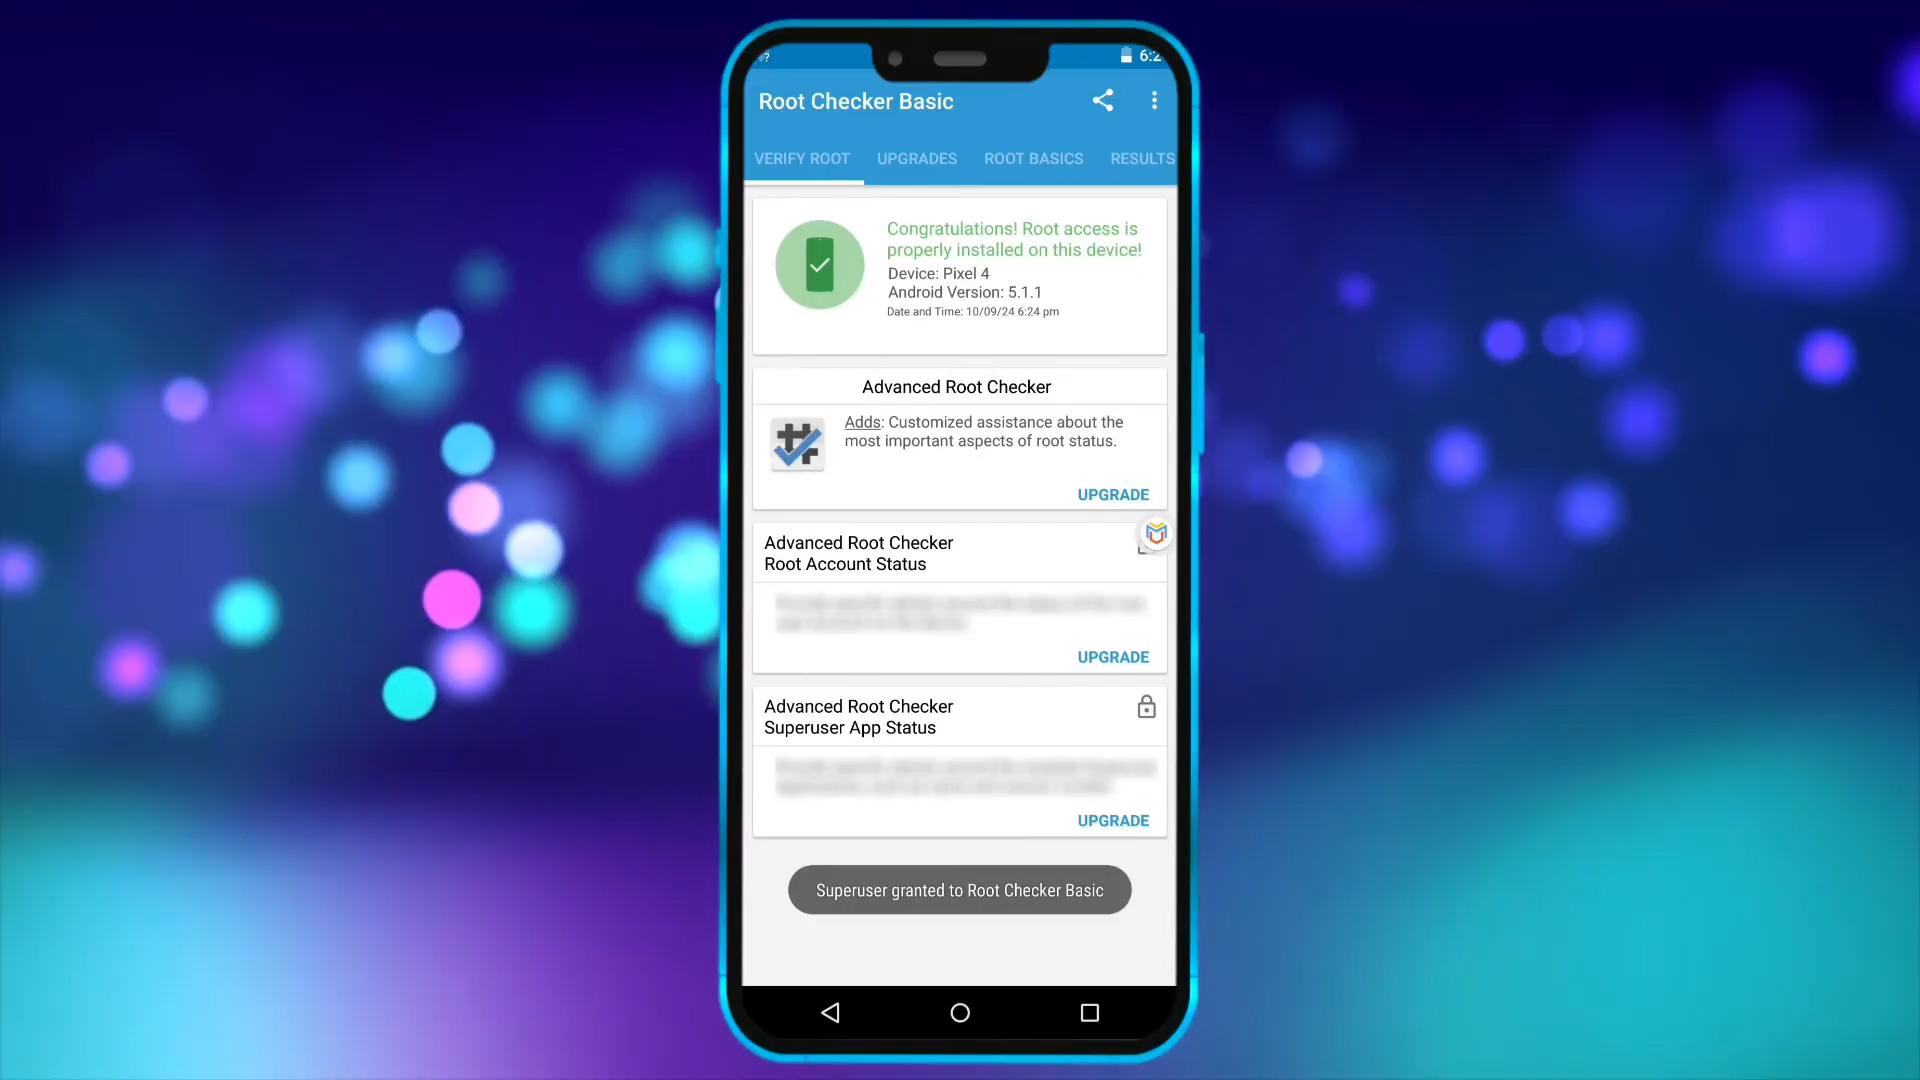 6:2
Root Checker Basic
VERIFY ROOT UPGRADES ROOT BASICS RESULTS
Congratulations! Root access is
properly installed on this device!
Device: Pixel 4
Android Version: 5.1.1
Date and Time: 10/09/24 6:24 pm
Advanced Root Checker
Adds: Customized assistance about the
most important aspects of root status.
UPGRADE
Advanced Root Checker
Root Account Status
UPGRADE
Advanced Root Checker
Superuser App Status
UPGRADE
Superuser granted to Root Checker Basic